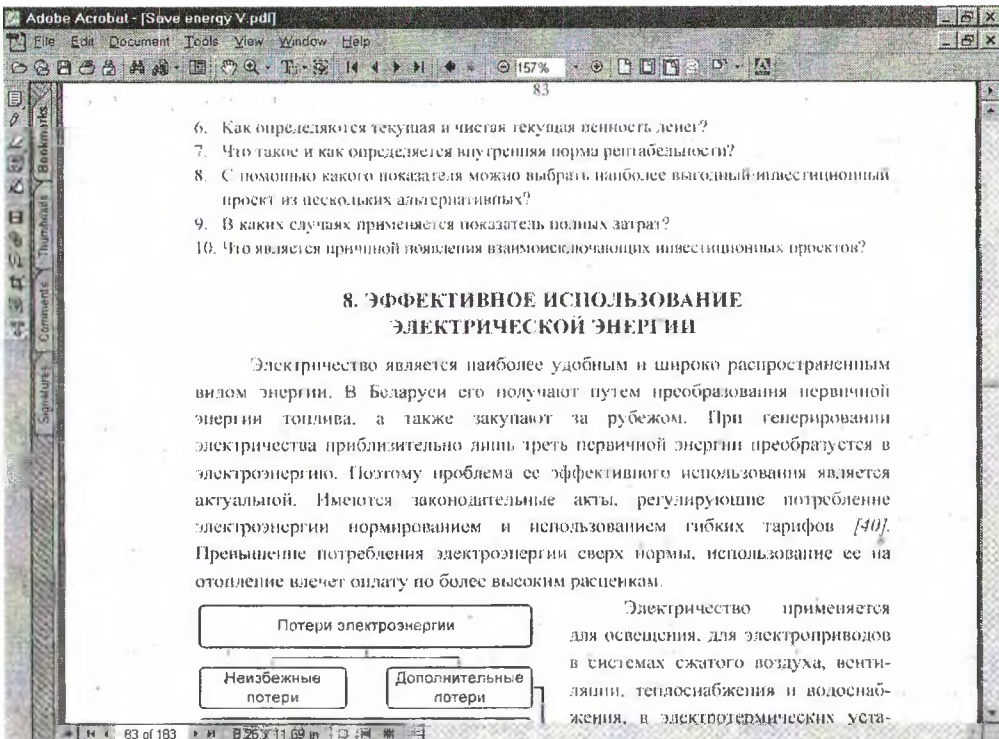 Adobe Acrobat - [Save energy V.pdf]
File Edit Document Tools View Window Help
157%
Bookmarks
Thumbnails
Comments
Signatures
83
6. Как определяются текущая и чистая текущая ценность денег?
7. Что такое и как определяется внутренняя норма рентабельности?
8. С помощью какого показателя можно выбрать наиболее выгодный инвестиционный
проект из нескольких альтернативных?
9. В каких случаях применяется показатель полных затрат?
10. Что является причиной появления взаимоисключающих инвестиционных проектов?
8. ЭФФЕКТИВНОЕ ИСПОЛЬЗОВАНИЕ
ЭЛЕКТРИЧЕСКОЙ ЭНЕРГИИ
Электричество является наиболее удобным и широко распространенным
видом энергии. В Беларуси его получают путем преобразования первичной
энергии топлива, а также закупают за рубежом. При генерировании
электричества приблизительно лишь треть первичной энергии преобразуется в
электроэнергию. Поэтому проблема ее эффективного использования является
актуальной. Имеются законодательные акты, регулирующие потребление
электроэнергии нормированием и использованием гибких тарифов [40].
Превышение потребления электроэнергии сверх нормы, использование ее на
отопление влечет оплату по более высоким расценкам.
Потери электроэнергии
Неизбежные
потери
Дополнительные
потери
Электричество применяется
для освещения, для электроприводов
в системах сжатого воздуха, венти-
ляции, теплоснабжения и водоснаб-
жения, в электротермических уста-
83 of 183
8.26 x 11.69 in